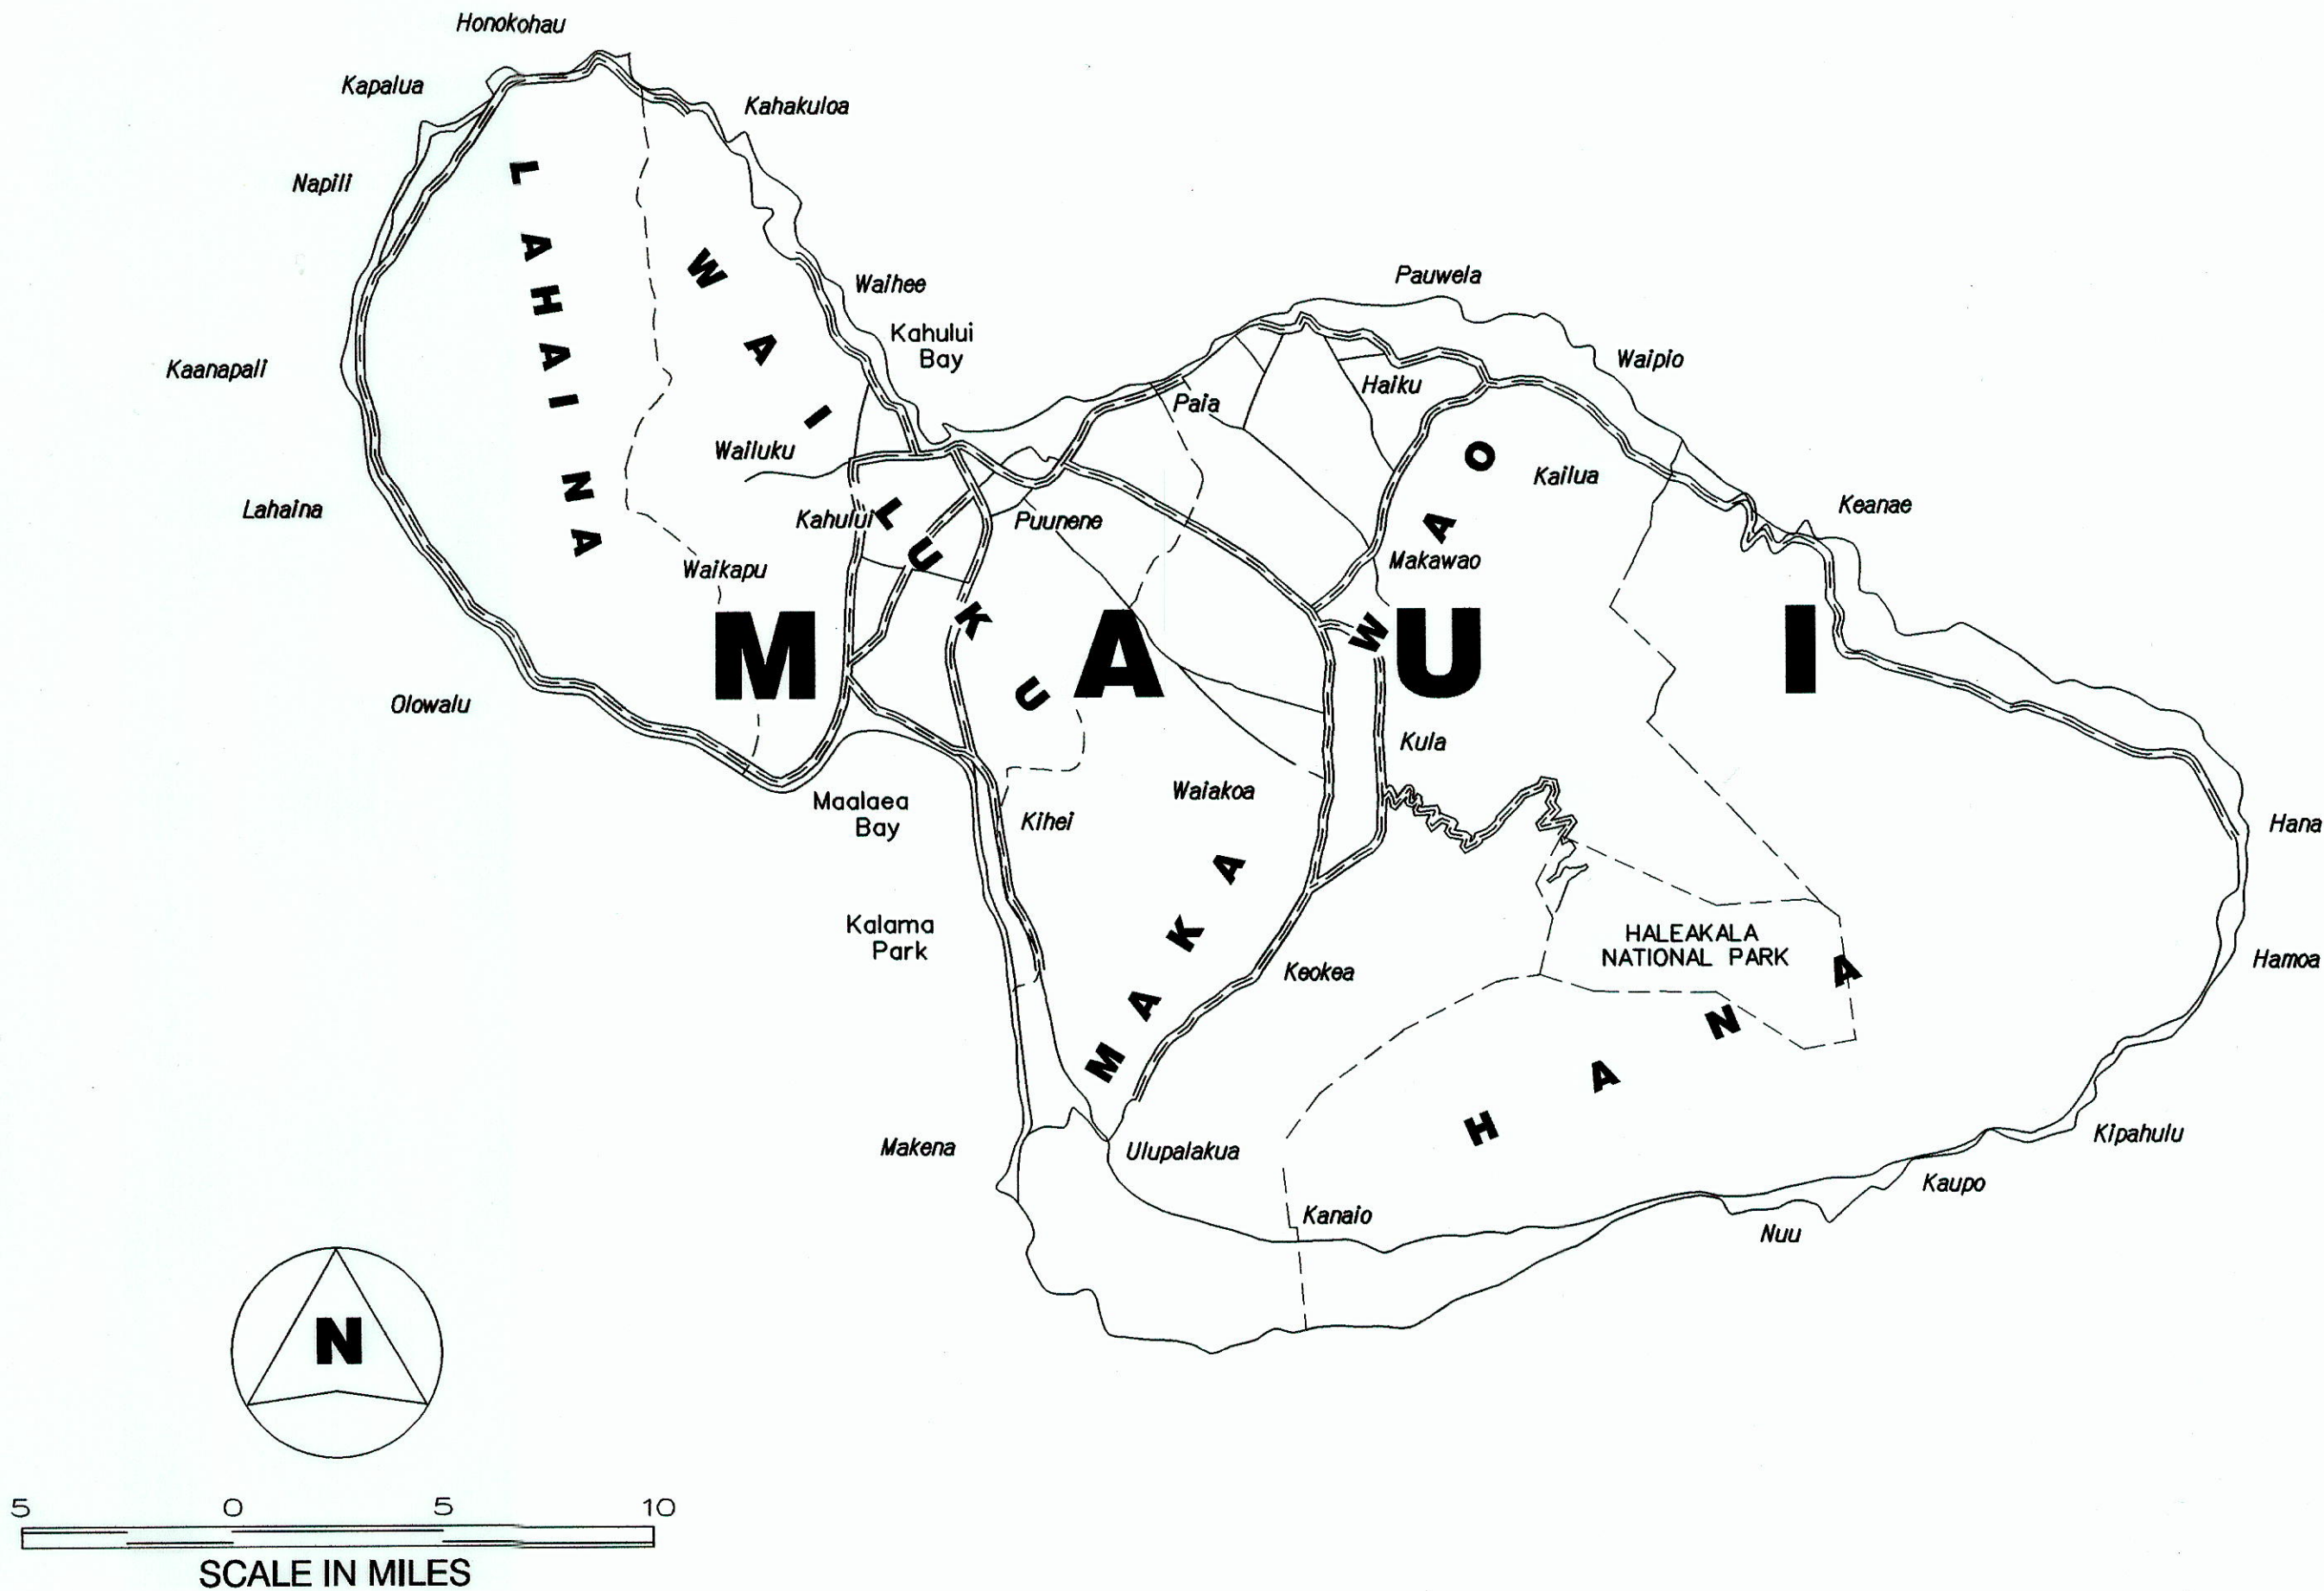 Honokohau
Kapalua
Kahakuloa
Napili
LAHAINA
WAILUKU
Waihee
Kahului
Bay
Pauwela
Waipio
Kaanapali
Haiku
Paia
Wailuku
Kailua
Lahaina
Kahului
Puunene
Keanae
Makawao
Waikapu
MAUI
Olowalu
Kula
Waiakoa
Maalaea
Bay
Kihei
Hana
MAKAWAO
Kalama
Park
HALEAKALA
NATIONAL PARK
Keokea
Hamoa
HANA
Makena
Ulupalakua
Kipahulu
Kaupo
Kanaio
Nuu
N
5 0 5 10
SCALE IN MILES